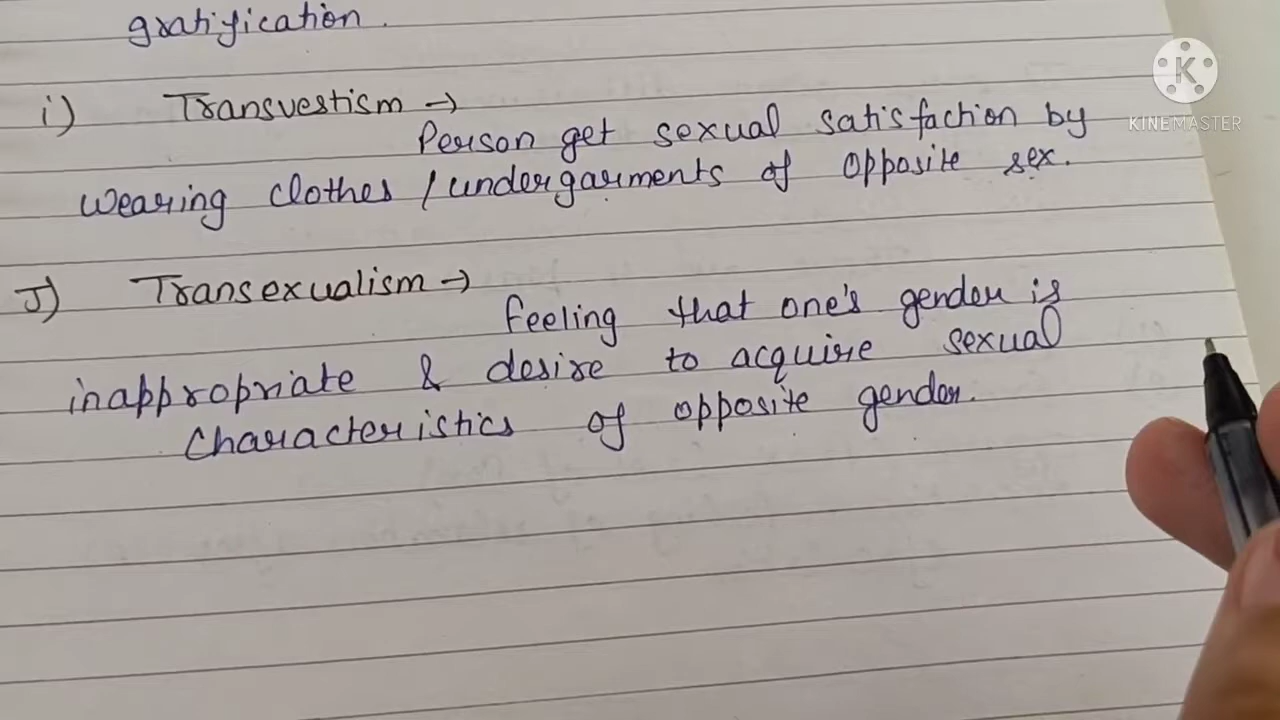 gratification.
i) Transvestism →
Person get sexual satisfaction by
wearing clothes / undergarments of opposite sex.
J) Transexualism →
feeling that one's gender is
inappropriate & desire to acquire sexual
characteristics of opposite gender.
KINEMASTER